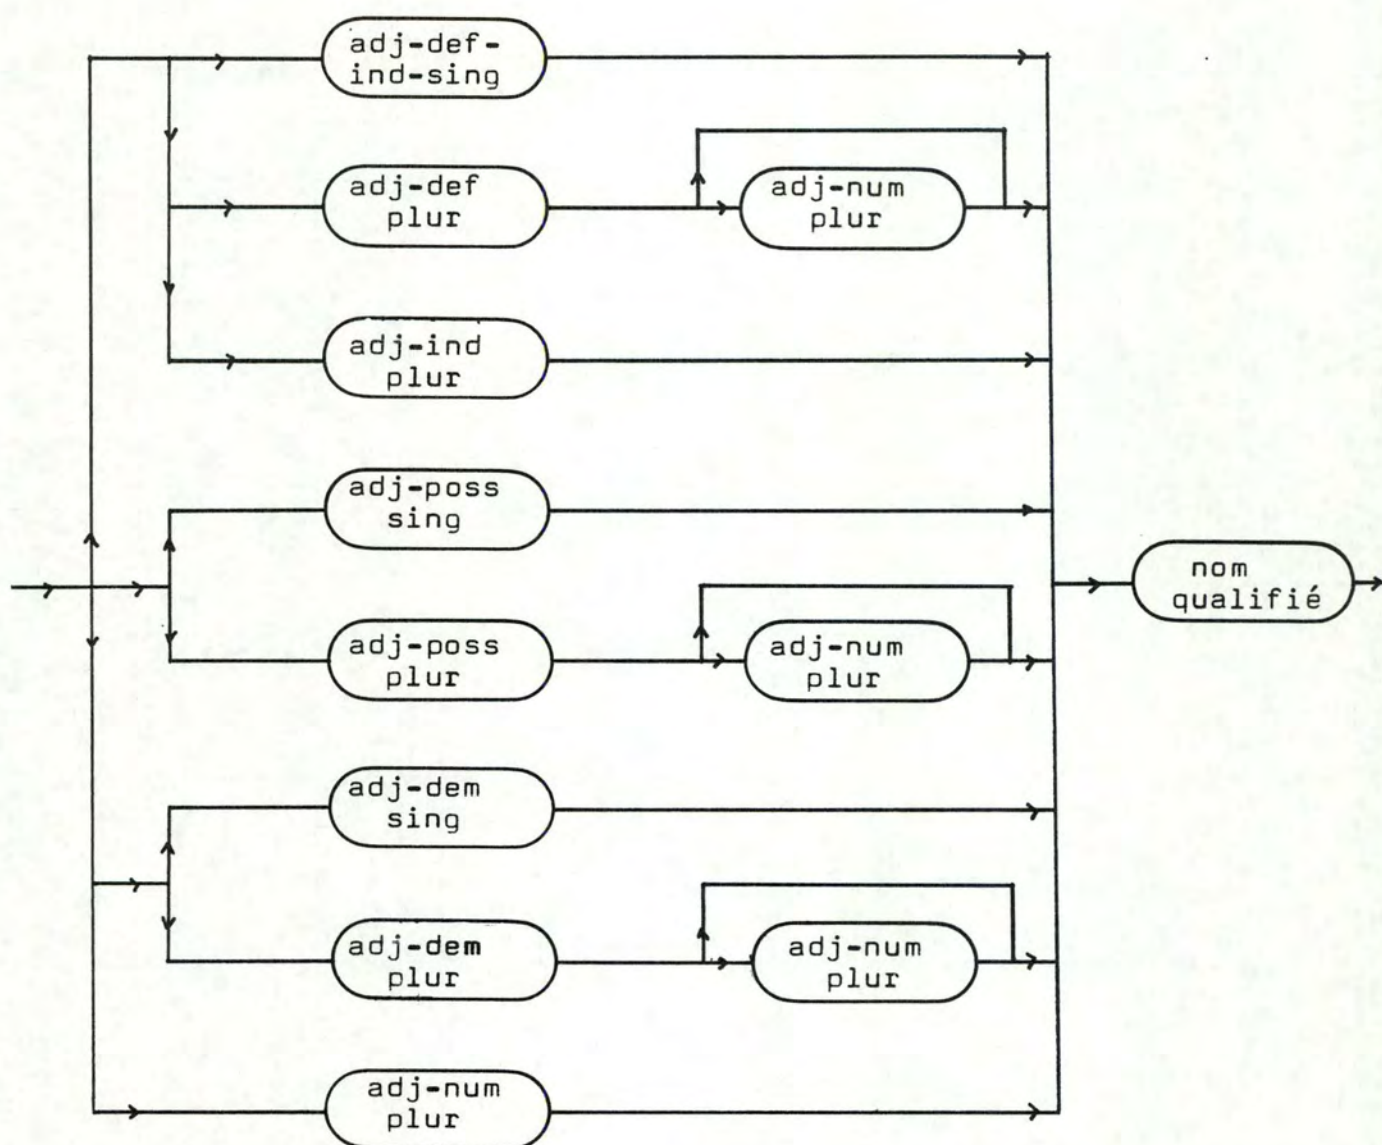 adj-def-
ind-sing
adj-def
plur
adj-num
plur
adj-ind
plur
adj-poss
sing
nom
qualifié
adj-poss
plur
adj-num
plur
adj-dem
sing
adj-dem
plur
adj-num
plur
adj-num
plur